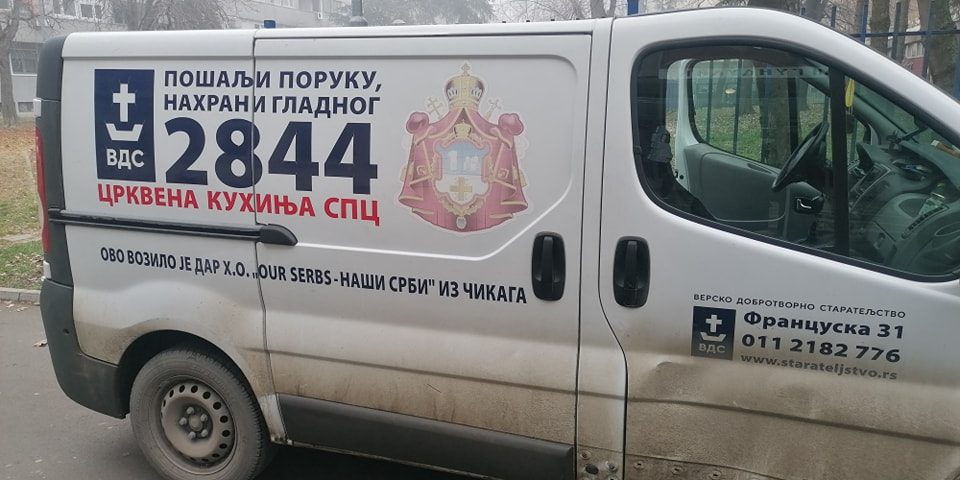 ПОШАЉИ ПОРУКУ,
НАХРАНИ ГЛАДНОГ
ВДС
2844
ЦРКВЕНА КУХИЊА СПЦ
ОВО ВОЗИЛО ЈЕ ДАР Х.О. „OUR SERBS - НАШИ СРБИ" ИЗ ЧИКАГА
ВЕРСКО ДОБРОТВОРНО СТАРАТЕЉСТВО
ВДС
Француска 31
011 2182 776
www.starateljstvo.rs